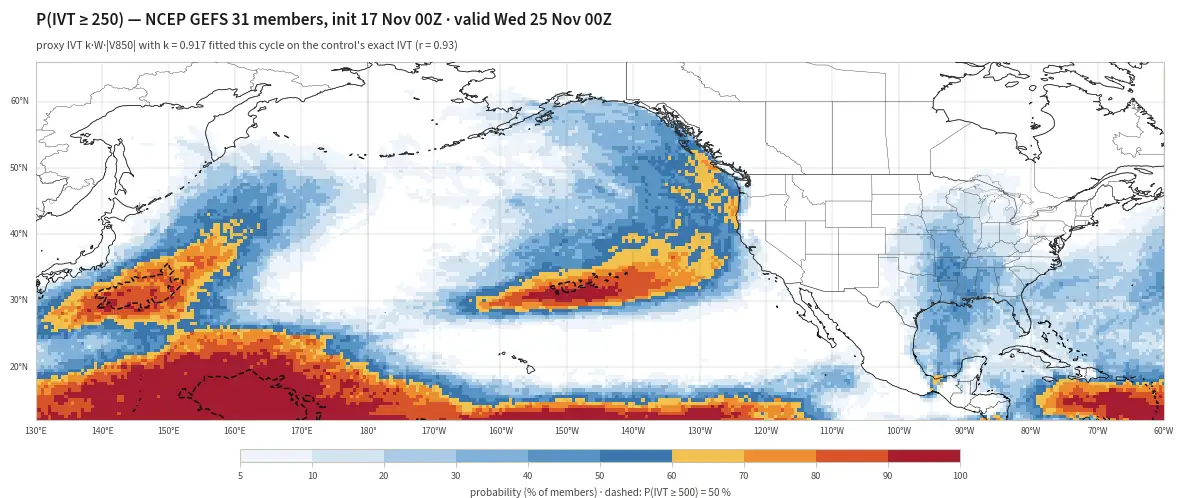 P(IVT ≥ 250) — NCEP GEFS 31 members, init 17 Nov 00Z · valid Wed 25 Nov 00Z
proxy IVT k·W·|V850| with k = 0.917 fitted this cycle on the control's exact IVT (r = 0.93)
60°N
50°N
40°N
30°N
20°N
130°E 140°E 150°E 160°E 170°E 180° 170°W 160°W 150°W 140°W 130°W 120°W 110°W 100°W 90°W 80°W 70°W 60°W
5 10 20 30 40 50 60 70 80 90 100
probability (% of members) · dashed: P(IVT ≥ 500) = 50 %